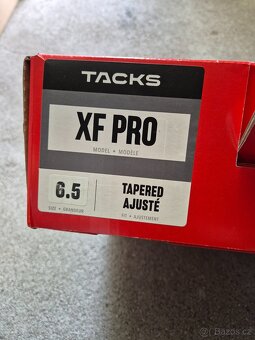 TACKS
XF PRO
MODEL + MODÈLE
6.5
SIZE + GRANDEUR
TAPERED
AJUSTÉ
FIT + AJUSTEMENT
Bazos.cz